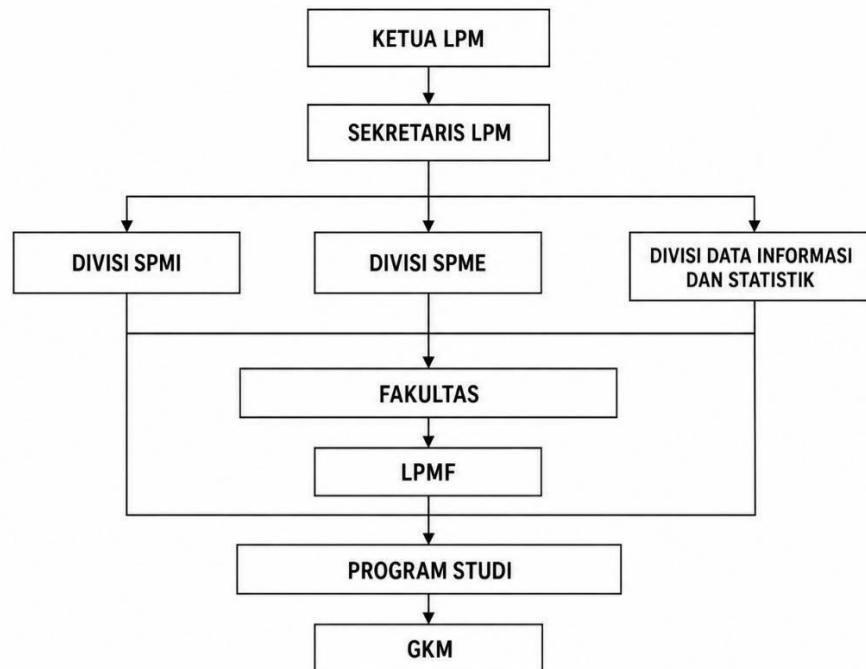 KETUA LPM
SEKRETARIS LPM
DIVISI SPMI
DIVISI SPME
DIVISI DATA INFORMASI
DAN STATISTIK
FAKULTAS
LPMF
PROGRAM STUDI
GKM